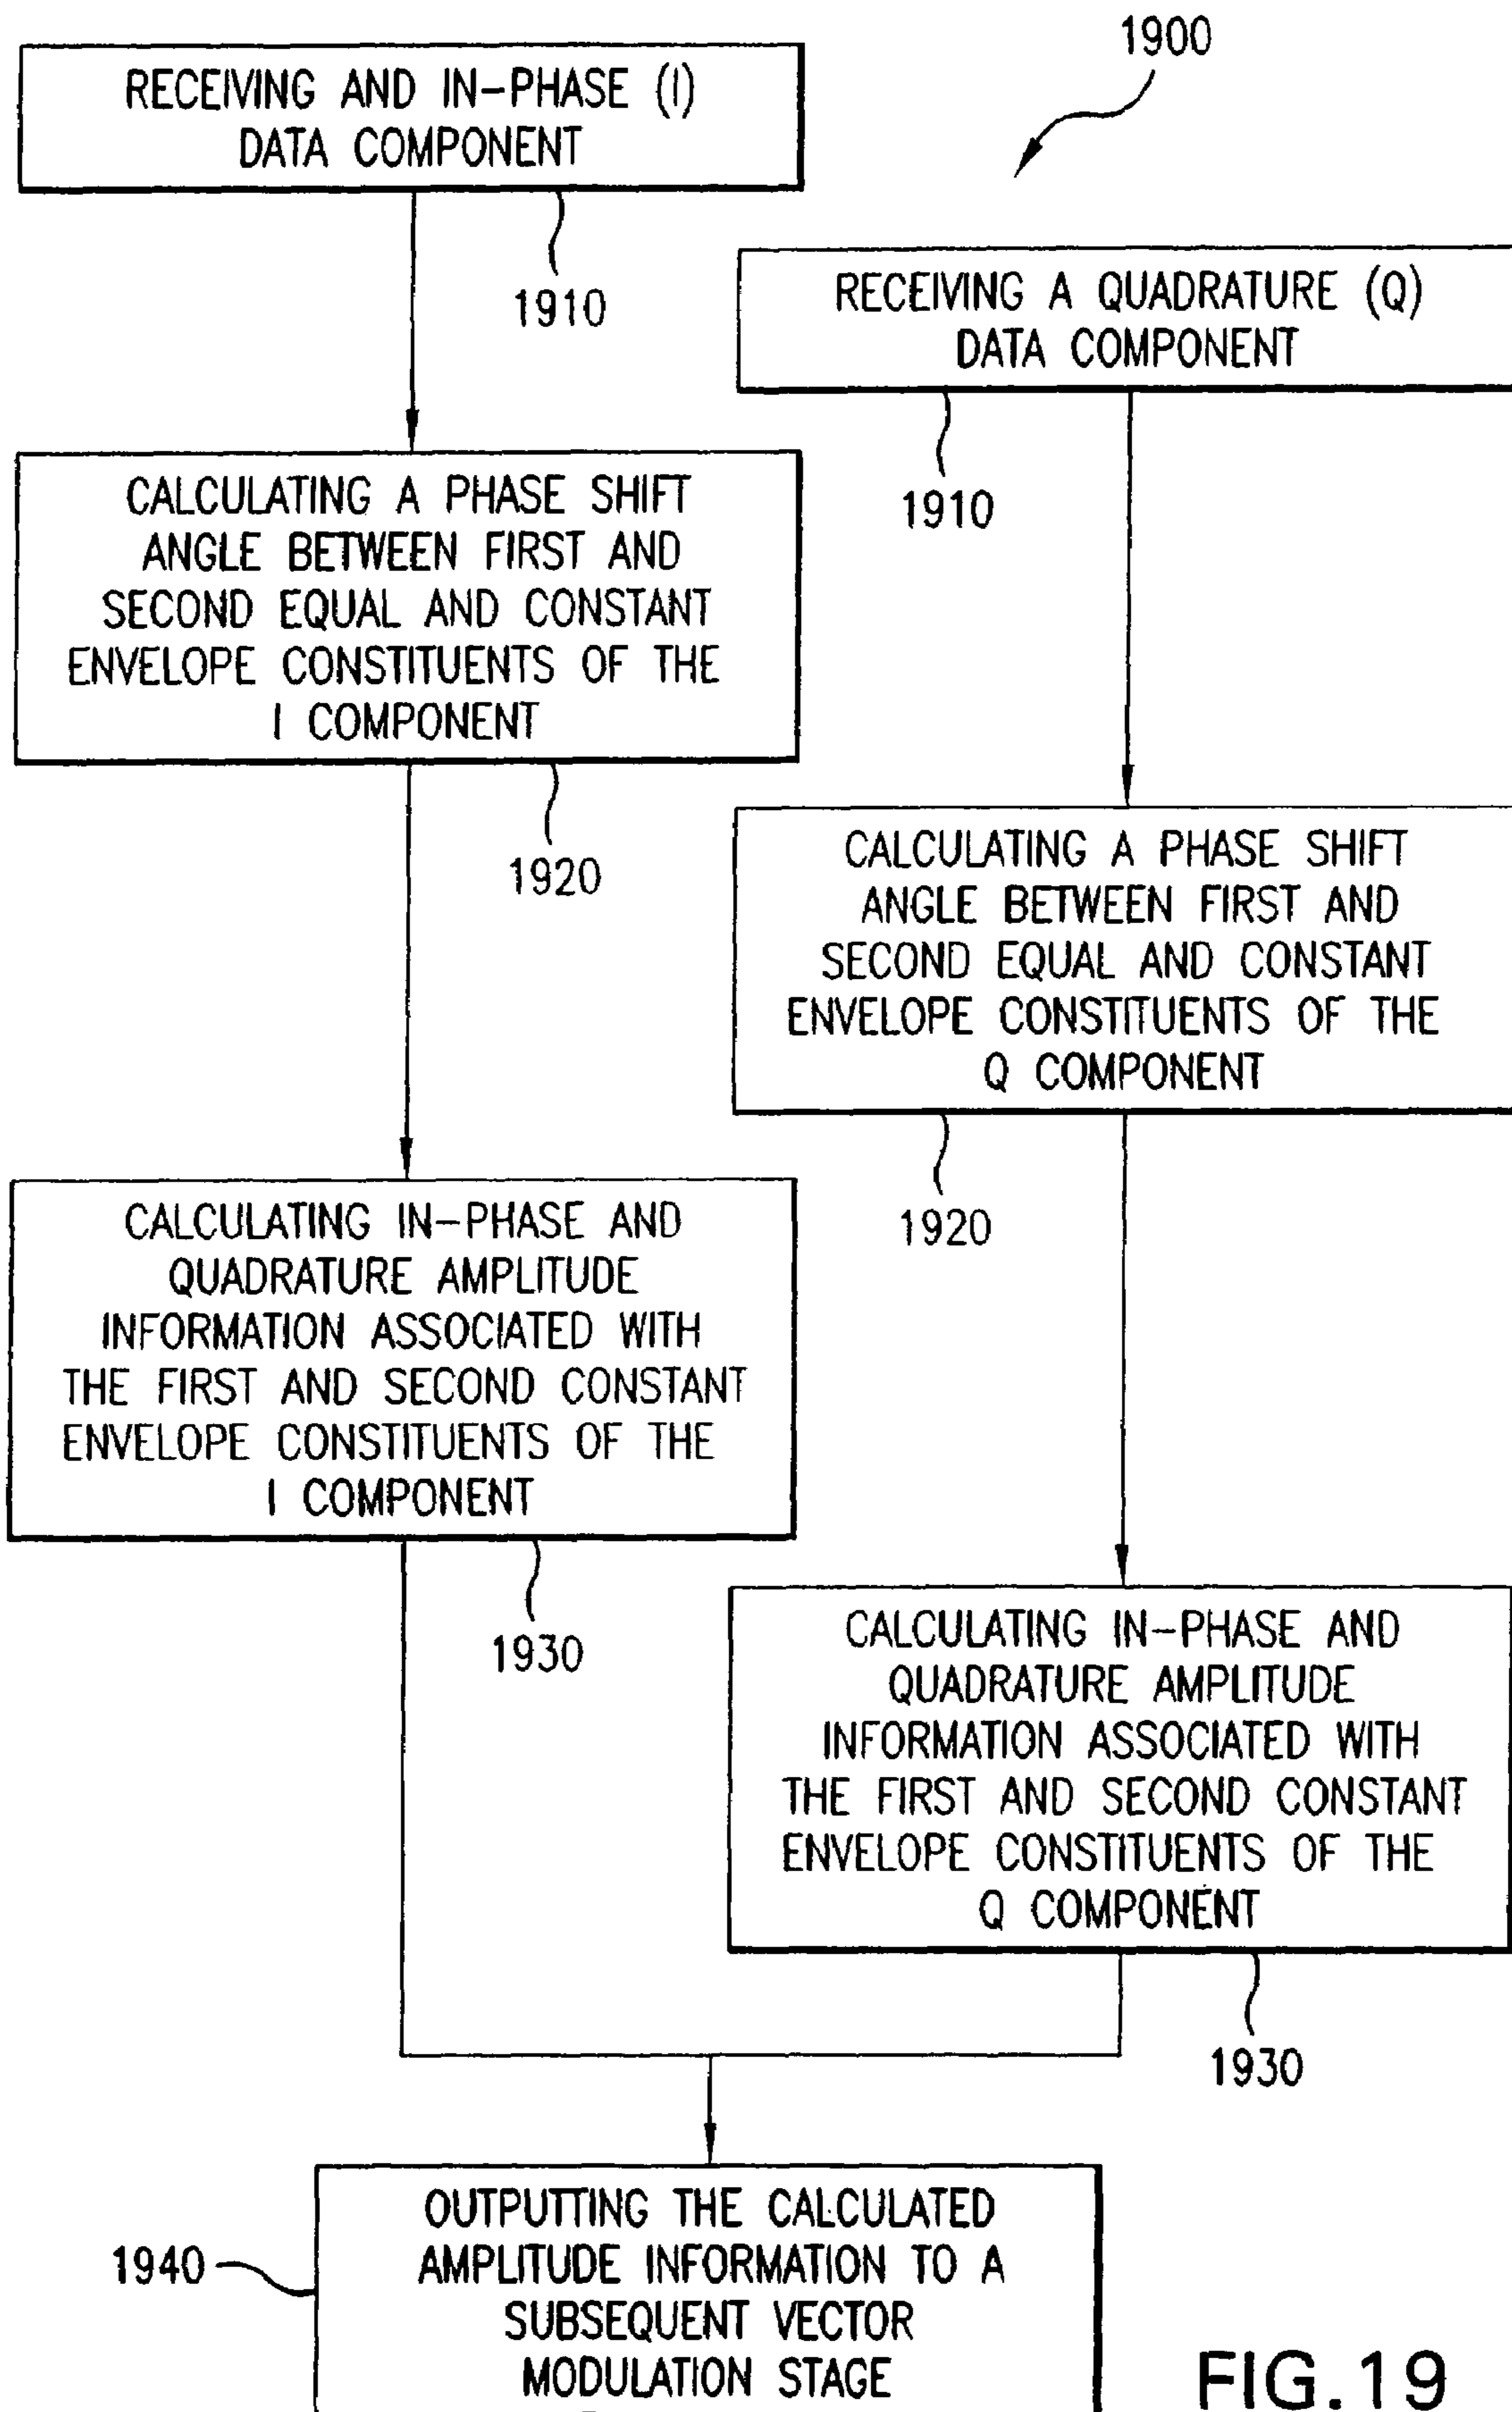 1900
RECEIVING AND IN-PHASE (I)
DATA COMPONENT
1910
RECEIVING A QUADRATURE (Q)
DATA COMPONENT
1910
CALCULATING A PHASE SHIFT
ANGLE BETWEEN FIRST AND
SECOND EQUAL AND CONSTANT
ENVELOPE CONSTITUENTS OF THE
I COMPONENT
1920
CALCULATING A PHASE SHIFT
ANGLE BETWEEN FIRST AND
SECOND EQUAL AND CONSTANT
ENVELOPE CONSTITUENTS OF THE
Q COMPONENT
1920
CALCULATING IN-PHASE AND
QUADRATURE AMPLITUDE
INFORMATION ASSOCIATED WITH
THE FIRST AND SECOND CONSTANT
ENVELOPE CONSTITUENTS OF THE
I COMPONENT
1930
CALCULATING IN-PHASE AND
QUADRATURE AMPLITUDE
INFORMATION ASSOCIATED WITH
THE FIRST AND SECOND CONSTANT
ENVELOPE CONSTITUENTS OF THE
Q COMPONENT
1930
OUTPUTTING THE CALCULATED
AMPLITUDE INFORMATION TO A
SUBSEQUENT VECTOR
MODULATION STAGE
1940
FIG.19